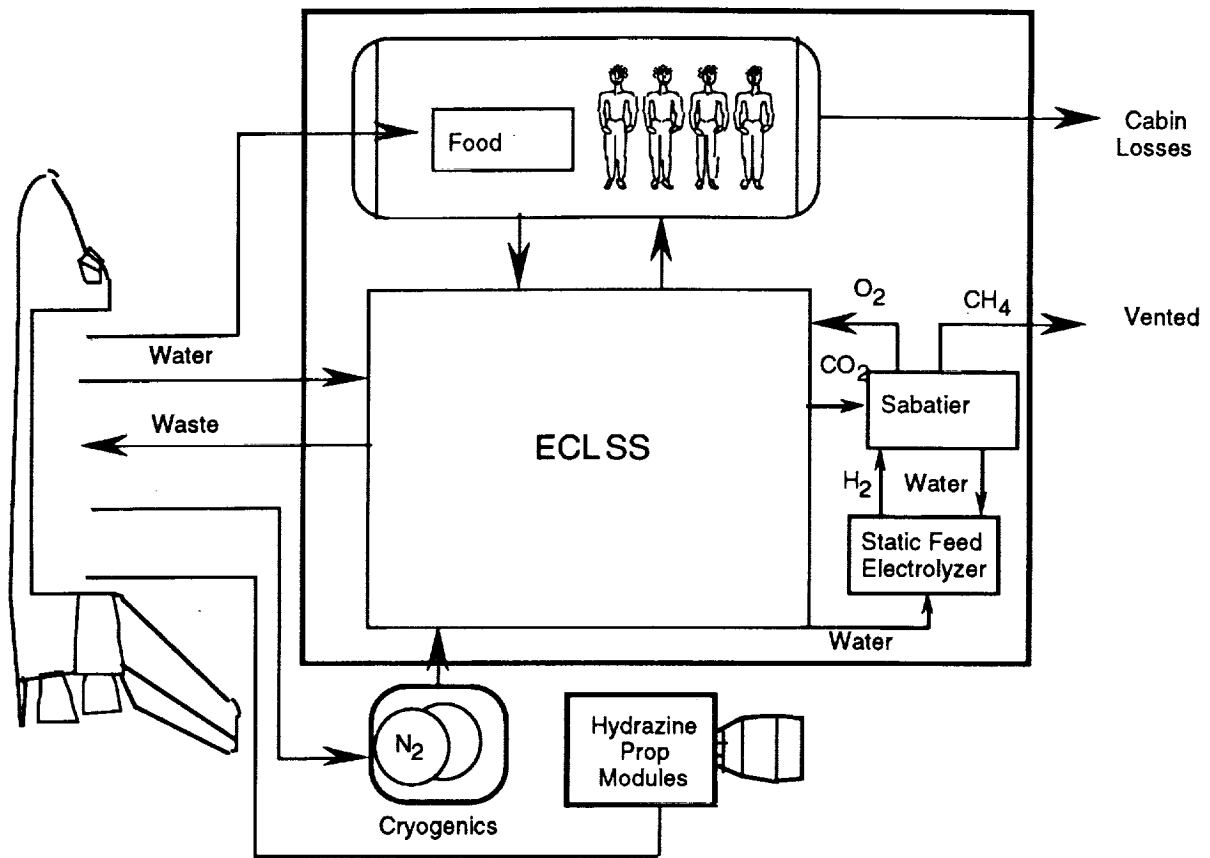 Food
Cabin
Losses
O2
CH4
Vented
Water
CO2
Sabatier
Waste
ECLSS
H2
Water
Static Feed
Electrolyzer
Water
N2
Hydrazine
Prop
Modules
Cryogenics